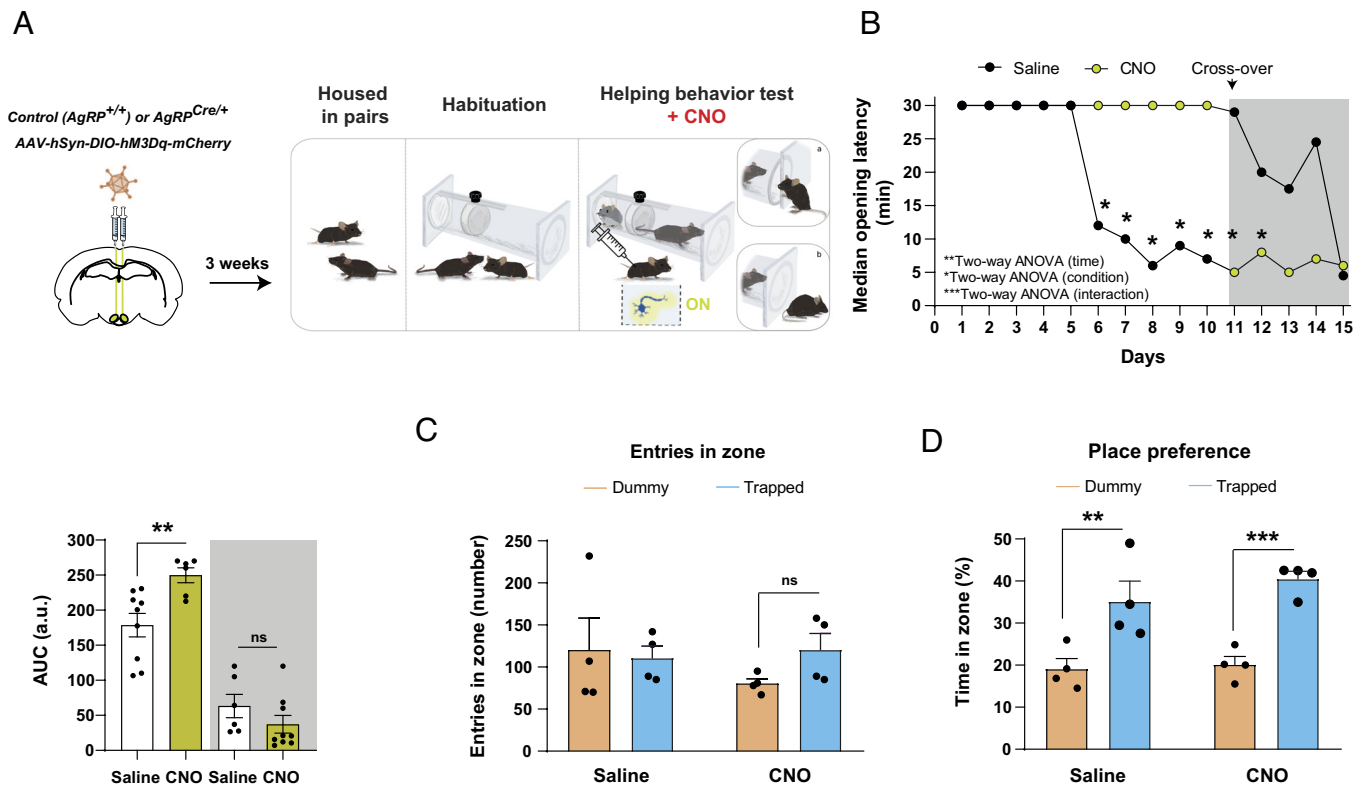 A
Control (AgRP+/+) or AgRPCre/+
AAV-hSyn-DIO-hM3Dq-mCherry
3 weeks
Housed
in pairs
Habituation
Helping behavior test
+ CNO
a
b
ON
B
Saline
CNO
Cross-over
Median opening latency
(min)
30
25
20
15
10
5
0
* * * * * * *
**Two-way ANOVA (time)
*Two-way ANOVA (condition)
***Two-way ANOVA (interaction)
0 1 2 3 4 5 6 7 8 9 10 11 12 13 14 15
Days
AUC (a.u.)
300
250
200
150
100
50
0
**
ns
Saline CNO Saline CNO
C
Entries in zone
Dummy
Trapped
Entries in zone (number)
250
200
150
100
50
0
ns
Saline
CNO
D
Place preference
Dummy
Trapped
Time in zone (%)
50
40
30
20
10
0
**
***
Saline
CNO